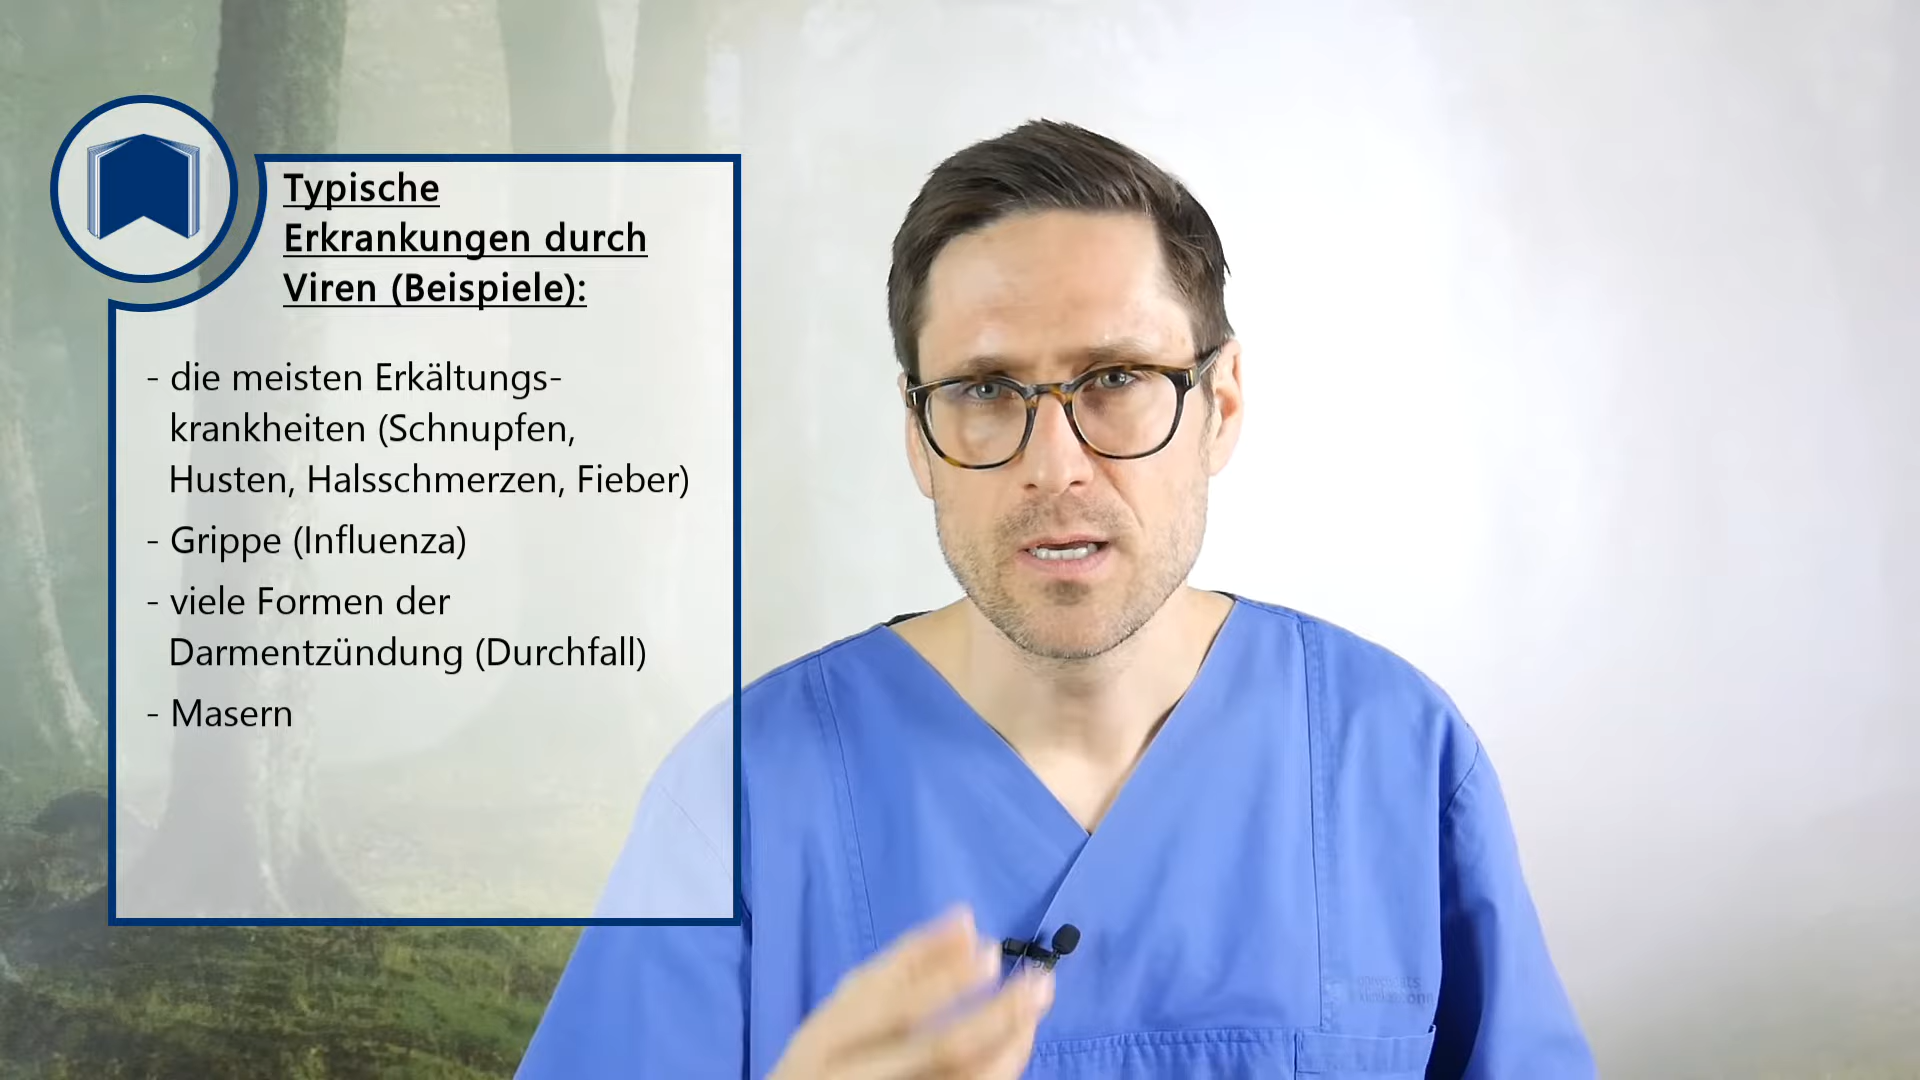 Typische
Erkrankungen durch
Viren (Beispiele):
- die meisten Erkältungs-
krankheiten (Schnupfen,
Husten, Halsschmerzen, Fieber)
- Grippe (Influenza)
- viele Formen der
Darmentzündung (Durchfall)
- Masern